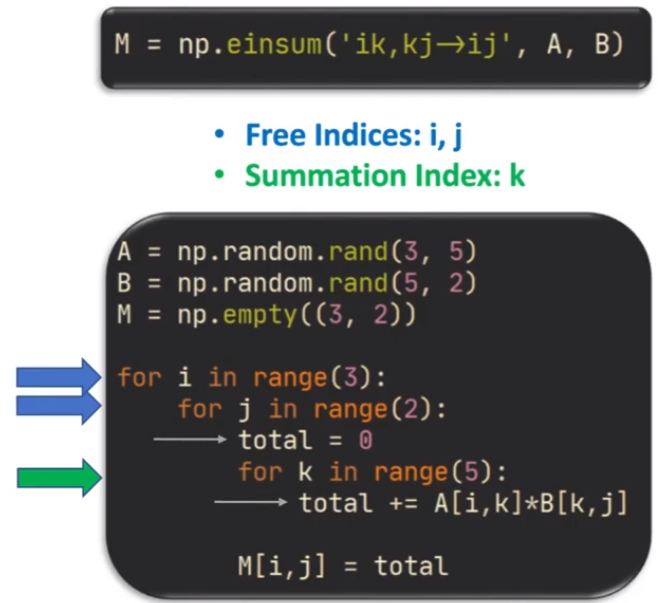 M = np.einsum('ik,kj→ij', A, B)
• Free Indices: i, j
• Summation Index: k
A = np.random.rand(3, 5)
B = np.random.rand(5, 2)
M = np.empty((3, 2))
for i in range(3):
for j in range(2):
total = 0
for k in range(5):
total += A[i,k]*B[k,j]
M[i,j] = total